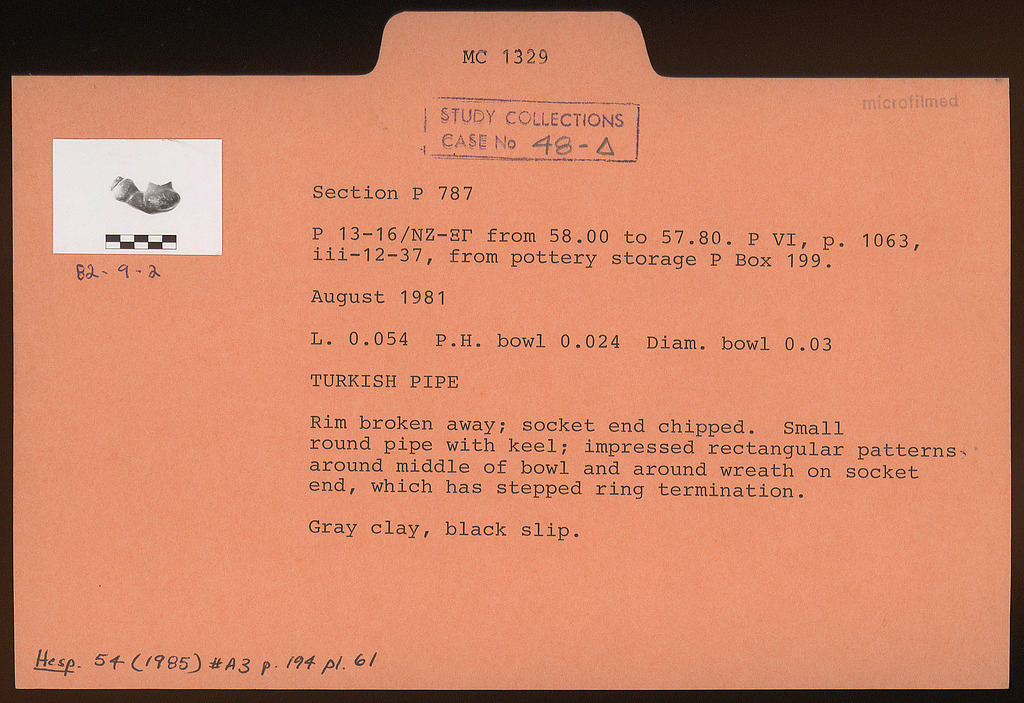 MC 1329
microfilmed
STUDY COLLECTIONS
CASE No 48-Δ
82-9-2
Section P 787
P 13-16/ΝΖ-ΞΓ from 58.00 to 57.80. P VI, p. 1063,
iii-12-37, from pottery storage P Box 199.
August 1981
L. 0.054 P.H. bowl 0.024 Diam. bowl 0.03
TURKISH PIPE
Rim broken away; socket end chipped. Small
round pipe with keel; impressed rectangular patterns
around middle of bowl and around wreath on socket
end, which has stepped ring termination.
Gray clay, black slip.
Hesp. 54 (1985) #A3 p. 194 pl. 61